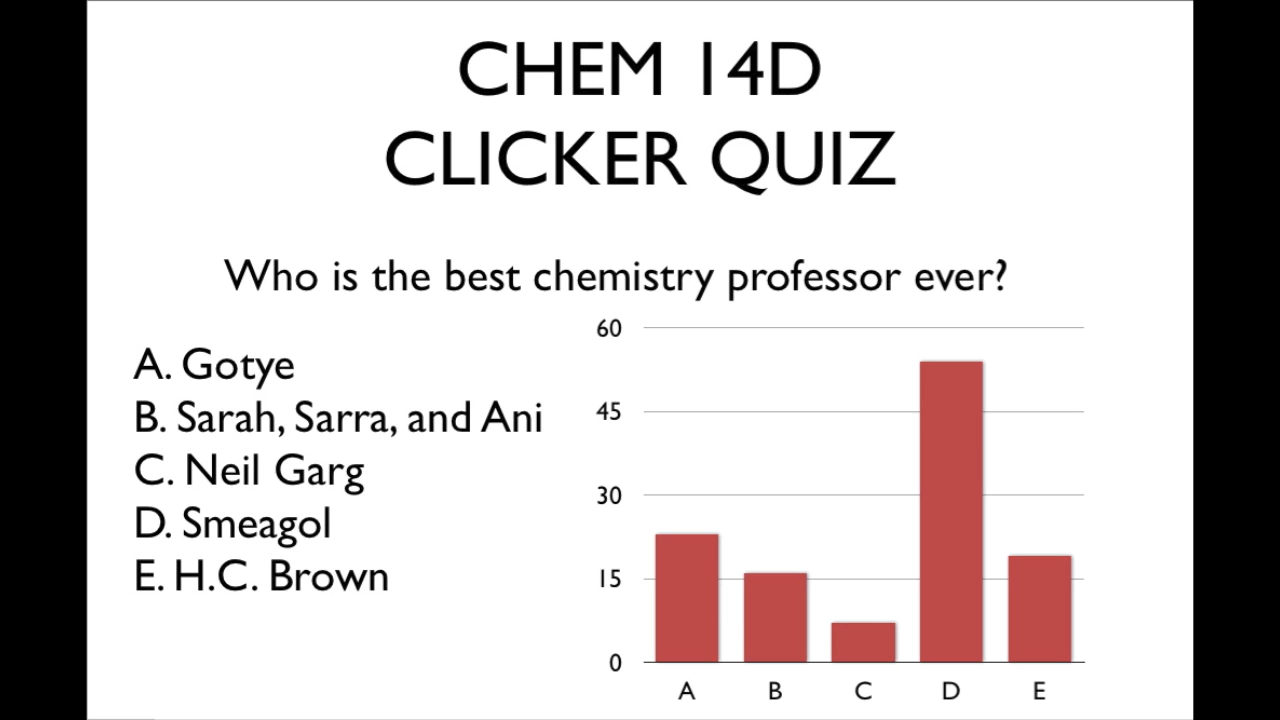 CHEM 14D
CLICKER QUIZ
Who is the best chemistry professor ever?
A. Gotye
B. Sarah, Sarra, and Ani
C. Neil Garg
D. Smeagol
E. H.C. Brown
60
45
30
15
0
A B C D E